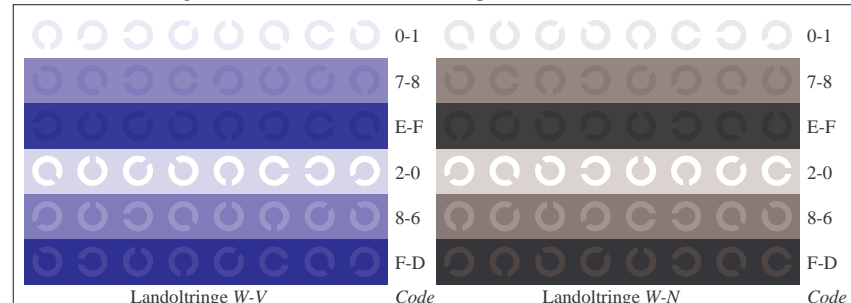 0-1 0-1
7-8 7-8
E-F E-F
2-0 2-0
8-6 8-6
F-D F-D
Landoltringe W-V Code Landoltringe W-N Code